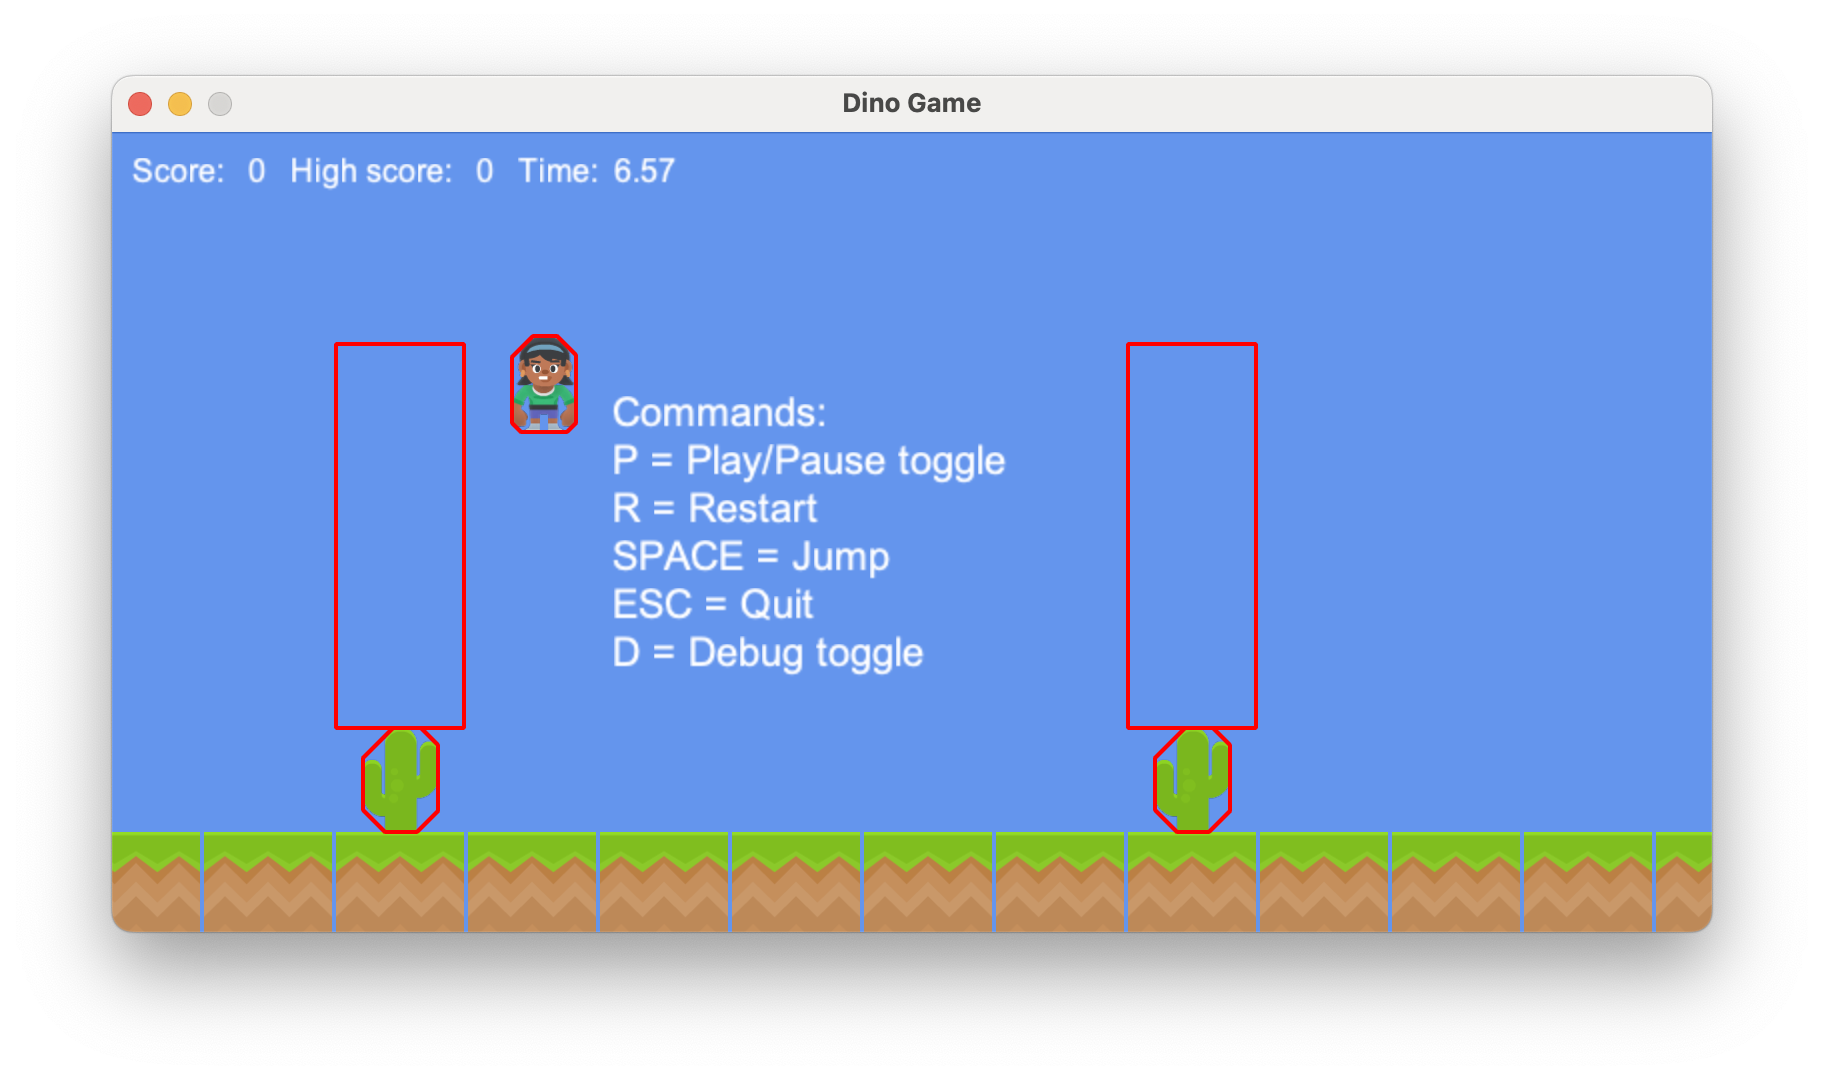 Dino Game
Score: 0 High score: 0 Time: 6.57
Commands:
P = Play/Pause toggle
R = Restart
SPACE = Jump
ESC = Quit
D = Debug toggle